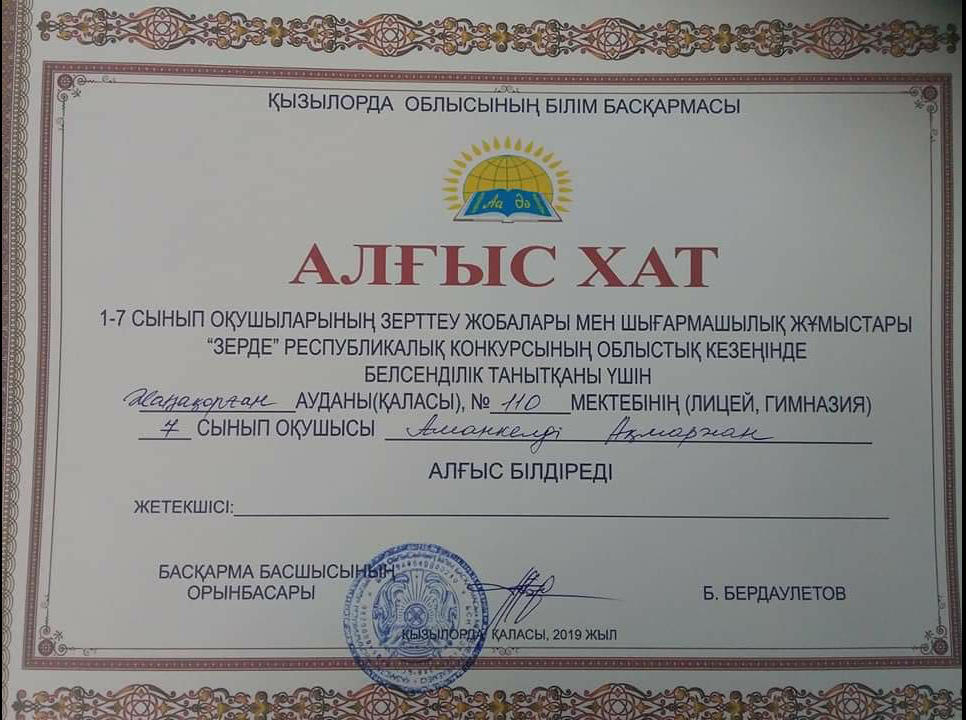 ҚЫЗЫЛОРДА ОБЛЫСЫНЫҢ БІЛІМ БАСҚАРМАСЫ
Аа Әә
АЛҒЫС ХАТ
1-7 СЫНЫП ОҚУШЫЛАРЫНЫҢ ЗЕРТТЕУ ЖОБАЛАРЫ МЕН ШЫҒАРМАШЫЛЫҚ ЖҰМЫСТАРЫ
“ЗЕРДЕ” РЕСПУБЛИКАЛЫҚ КОНКУРСЫНЫҢ ОБЛЫСТЫҚ КЕЗЕҢІНДЕ
БЕЛСЕНДІЛІК ТАНЫТҚАНЫ ҮШІН
Жаңақорған АУДАНЫ(ҚАЛАСЫ), № 110 МЕКТЕБІНІҢ (ЛИЦЕЙ, ГИМНАЗИЯ)
7 СЫНЫП ОҚУШЫСЫ Аманкелді Ақмаржан
АЛҒЫС БІЛДІРЕДІ
ЖЕТЕКШІСІ:
БАСҚАРМА БАСШЫСЫНЫҢ
ОРЫНБАСАРЫ Б. БЕРДАУЛЕТОВ
ҚЫЗЫЛОРДА ҚАЛАСЫ, 2019 ЖЫЛ